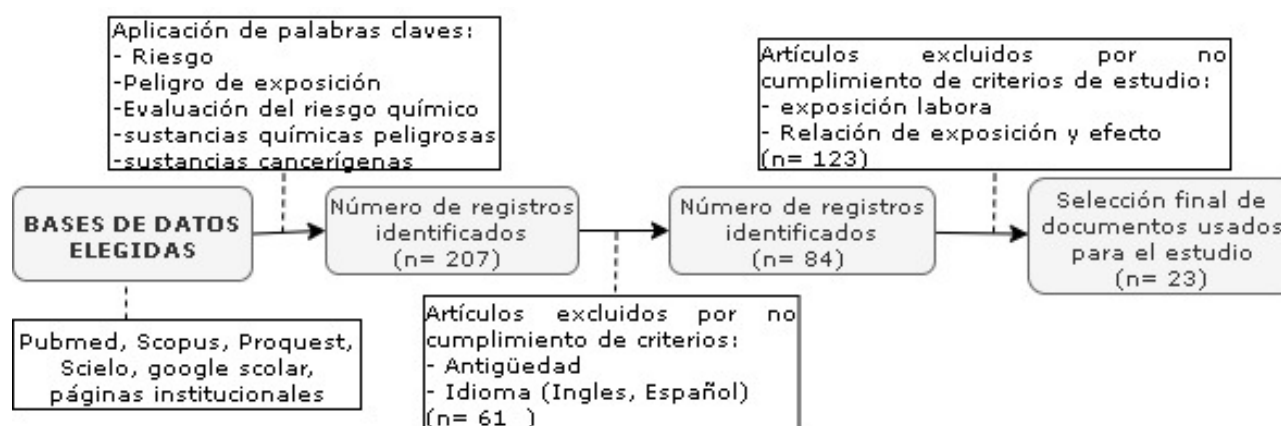 Aplicación de palabras claves:
- Riesgo
-Peligro de exposición
-Evaluación del riesgo químico
-sustancias químicas peligrosas
-sustancias cancerígenas
Artículos excluidos por no
cumplimiento de criterios de estudio:
- exposición labora
- Relación de exposición y efecto
(n= 123)
BASES DE DATOS
ELEGIDAS
Número de registros
identificados
(n= 207)
Número de registros
identificados
(n= 84)
Selección final de
documentos usados
para el estudio
(n= 23)
Pubmed, Scopus, Proquest,
Scielo, google scolar,
páginas institucionales
Artículos excluidos por no
cumplimiento de criterios:
- Antigüedad
- Idioma (Ingles, Español)
(n= 61 )